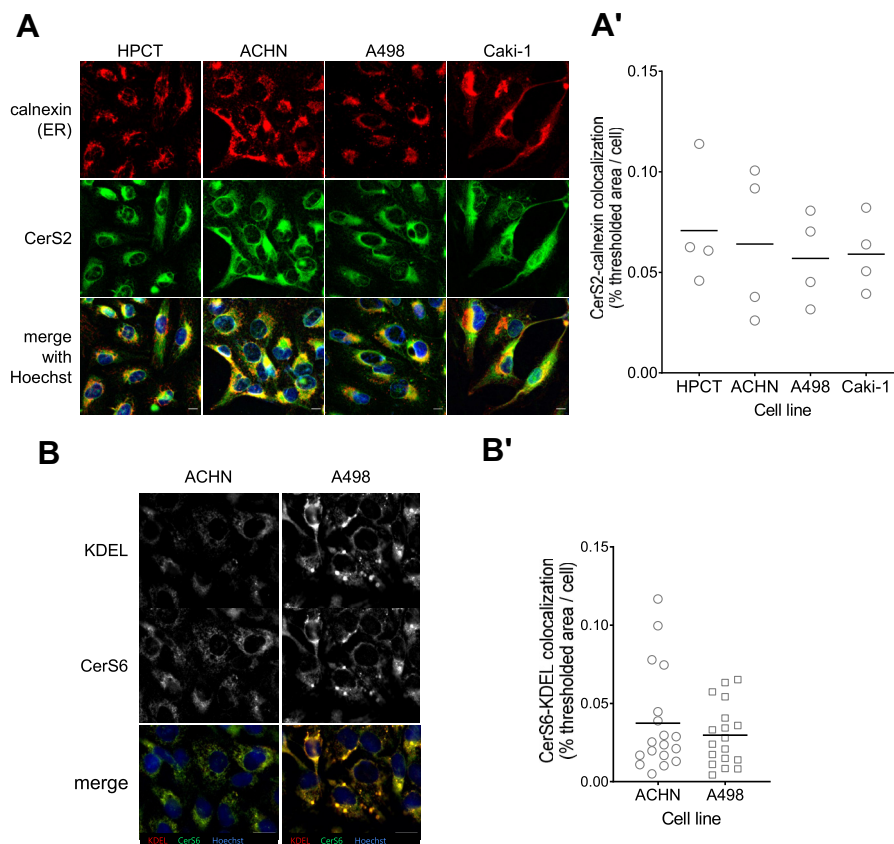 A
HPCT ACHN A498 Caki-1
calnexin
(ER)
CerS2
merge
with
Hoechst
A'
CerS2-calnexin colocalization
(% thresholded area / cell)
0.15
0.10
0.05
0.00
HPCT ACHN A498 Caki-1
Cell line
B
ACHN A498
KDEL
CerS6
merge
KDEL CerS6 Hoechst KDEL CerS6 Hoechst
B'
CerS6-KDEL colocalization
(% thresholded area / cell)
0.15
0.10
0.05
0.00
ACHN A498
Cell line